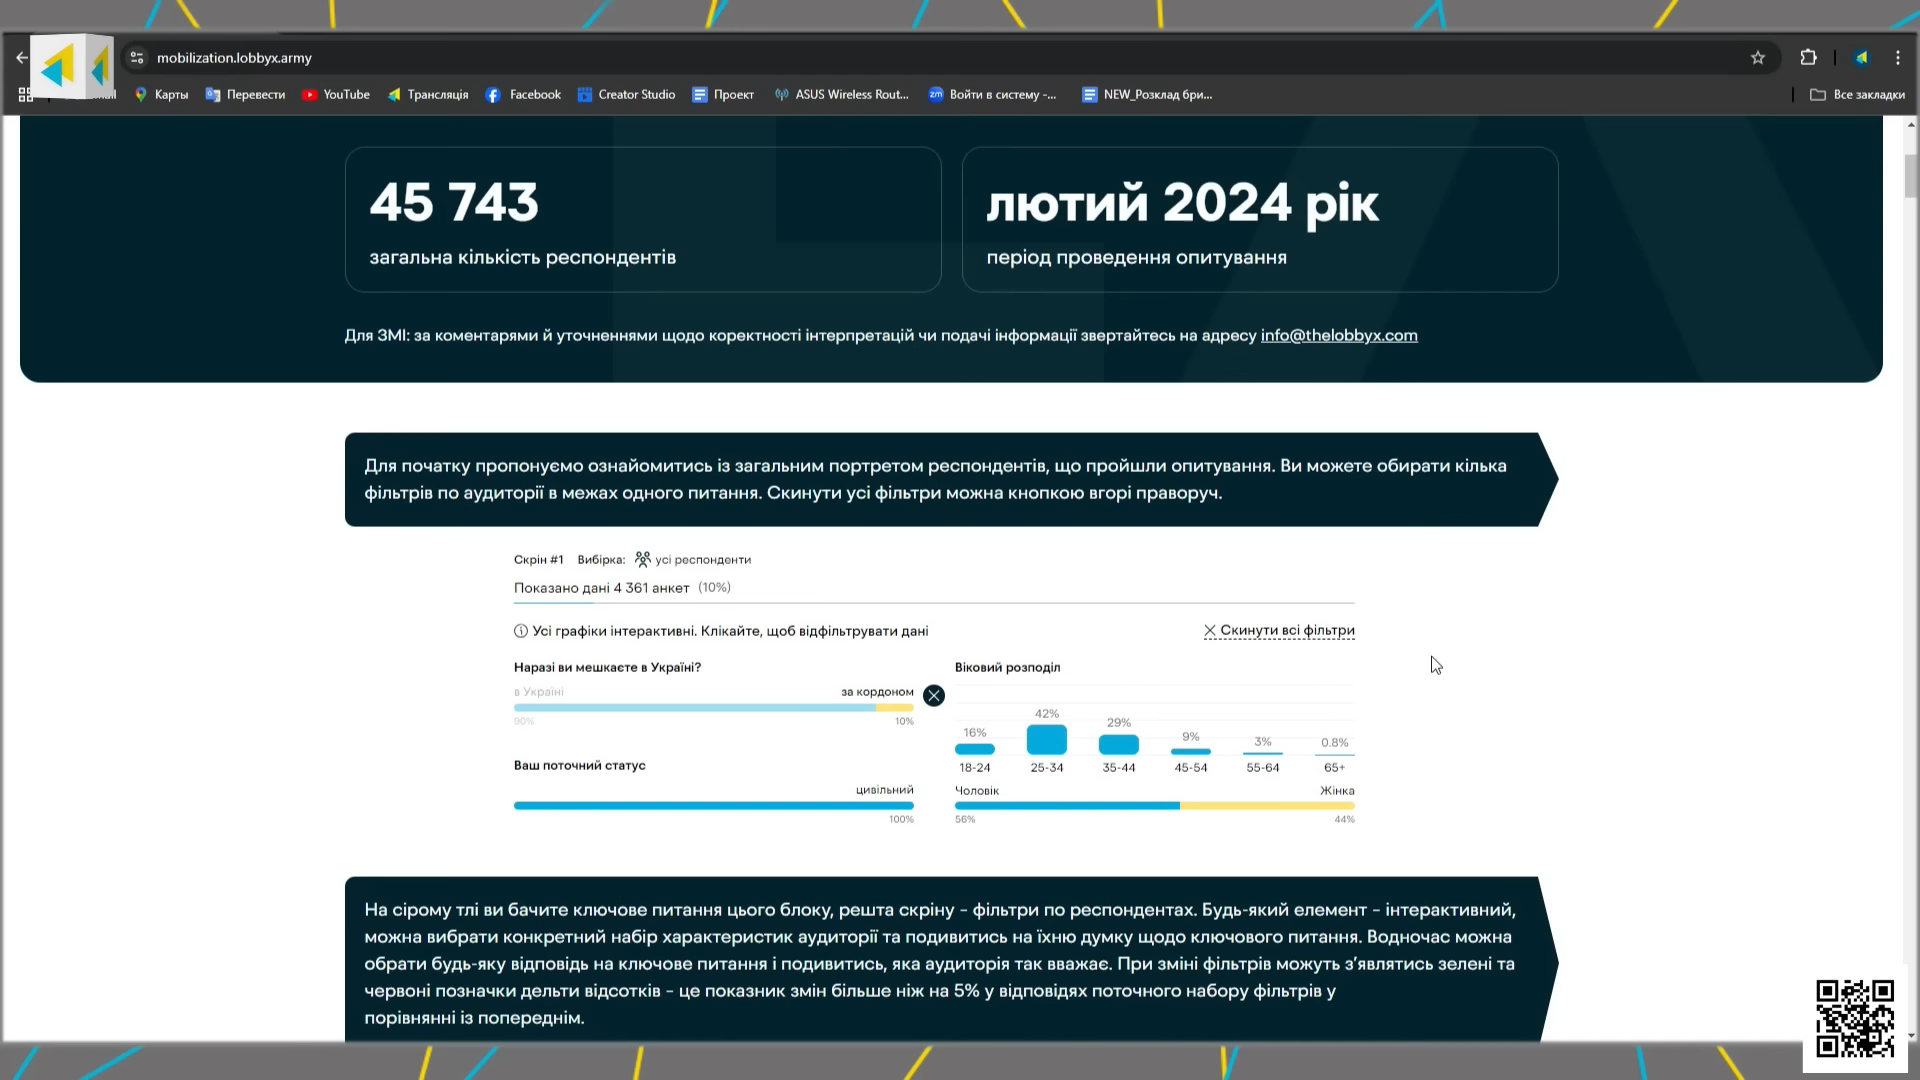 mobilization.lobbyx.army
Карты
Перевести
YouTube
Трансляція
Facebook
Creator Studio
Проект
ASUS Wireless Rout...
Войти в систему -...
NEW_Розклад бри...
Все закладки
45 743
загальна кількість респондентів
лютий 2024 рік
період проведення опитування
Для ЗМІ: за коментарями й уточненнями щодо коректності інтерпретацій чи подачі інформації звертайтесь на адресу info@thelobbyx.com
Для початку пропонуємо ознайомитись із загальним портретом респондентів, що пройшли опитування. Ви можете обирати кілька
фільтрів по аудиторії в межах одного питання. Скинути усі фільтри можна кнопкою вгорі праворуч.
Скрін #1 Вибірка: усі респонденти
Показано дані 4 361 анкет (10%)
Усі графіки інтерактивні. Клікайте, щоб відфільтрувати дані
Скинути всі фільтри
Наразі ви мешкаєте в Україні?
в Україні за кордоном
90% 10%
Ваш поточний статус
цивільний
100%
Віковий розподіл
16% 42% 29% 9% 3% 0.8%
18-24 25-34 35-44 45-54 55-64 65+
Чоловік Жінка
56% 44%
На сірому тлі ви бачите ключове питання цього блоку, решта скріну - фільтри по респондентах. Будь-який елемент - інтерактивний,
можна вибрати конкретний набір характеристик аудиторії та подивитись на їхню думку щодо ключового питання. Водночас можна
обрати будь-яку відповідь на ключове питання і подивитись, яка аудиторія так вважає. При зміні фільтрів можуть з’являтись зелені та
червоні позначки дельти відсотків - це показник змін більше ніж на 5% у відповідях поточного набору фільтрів у
порівнянні із попереднім.